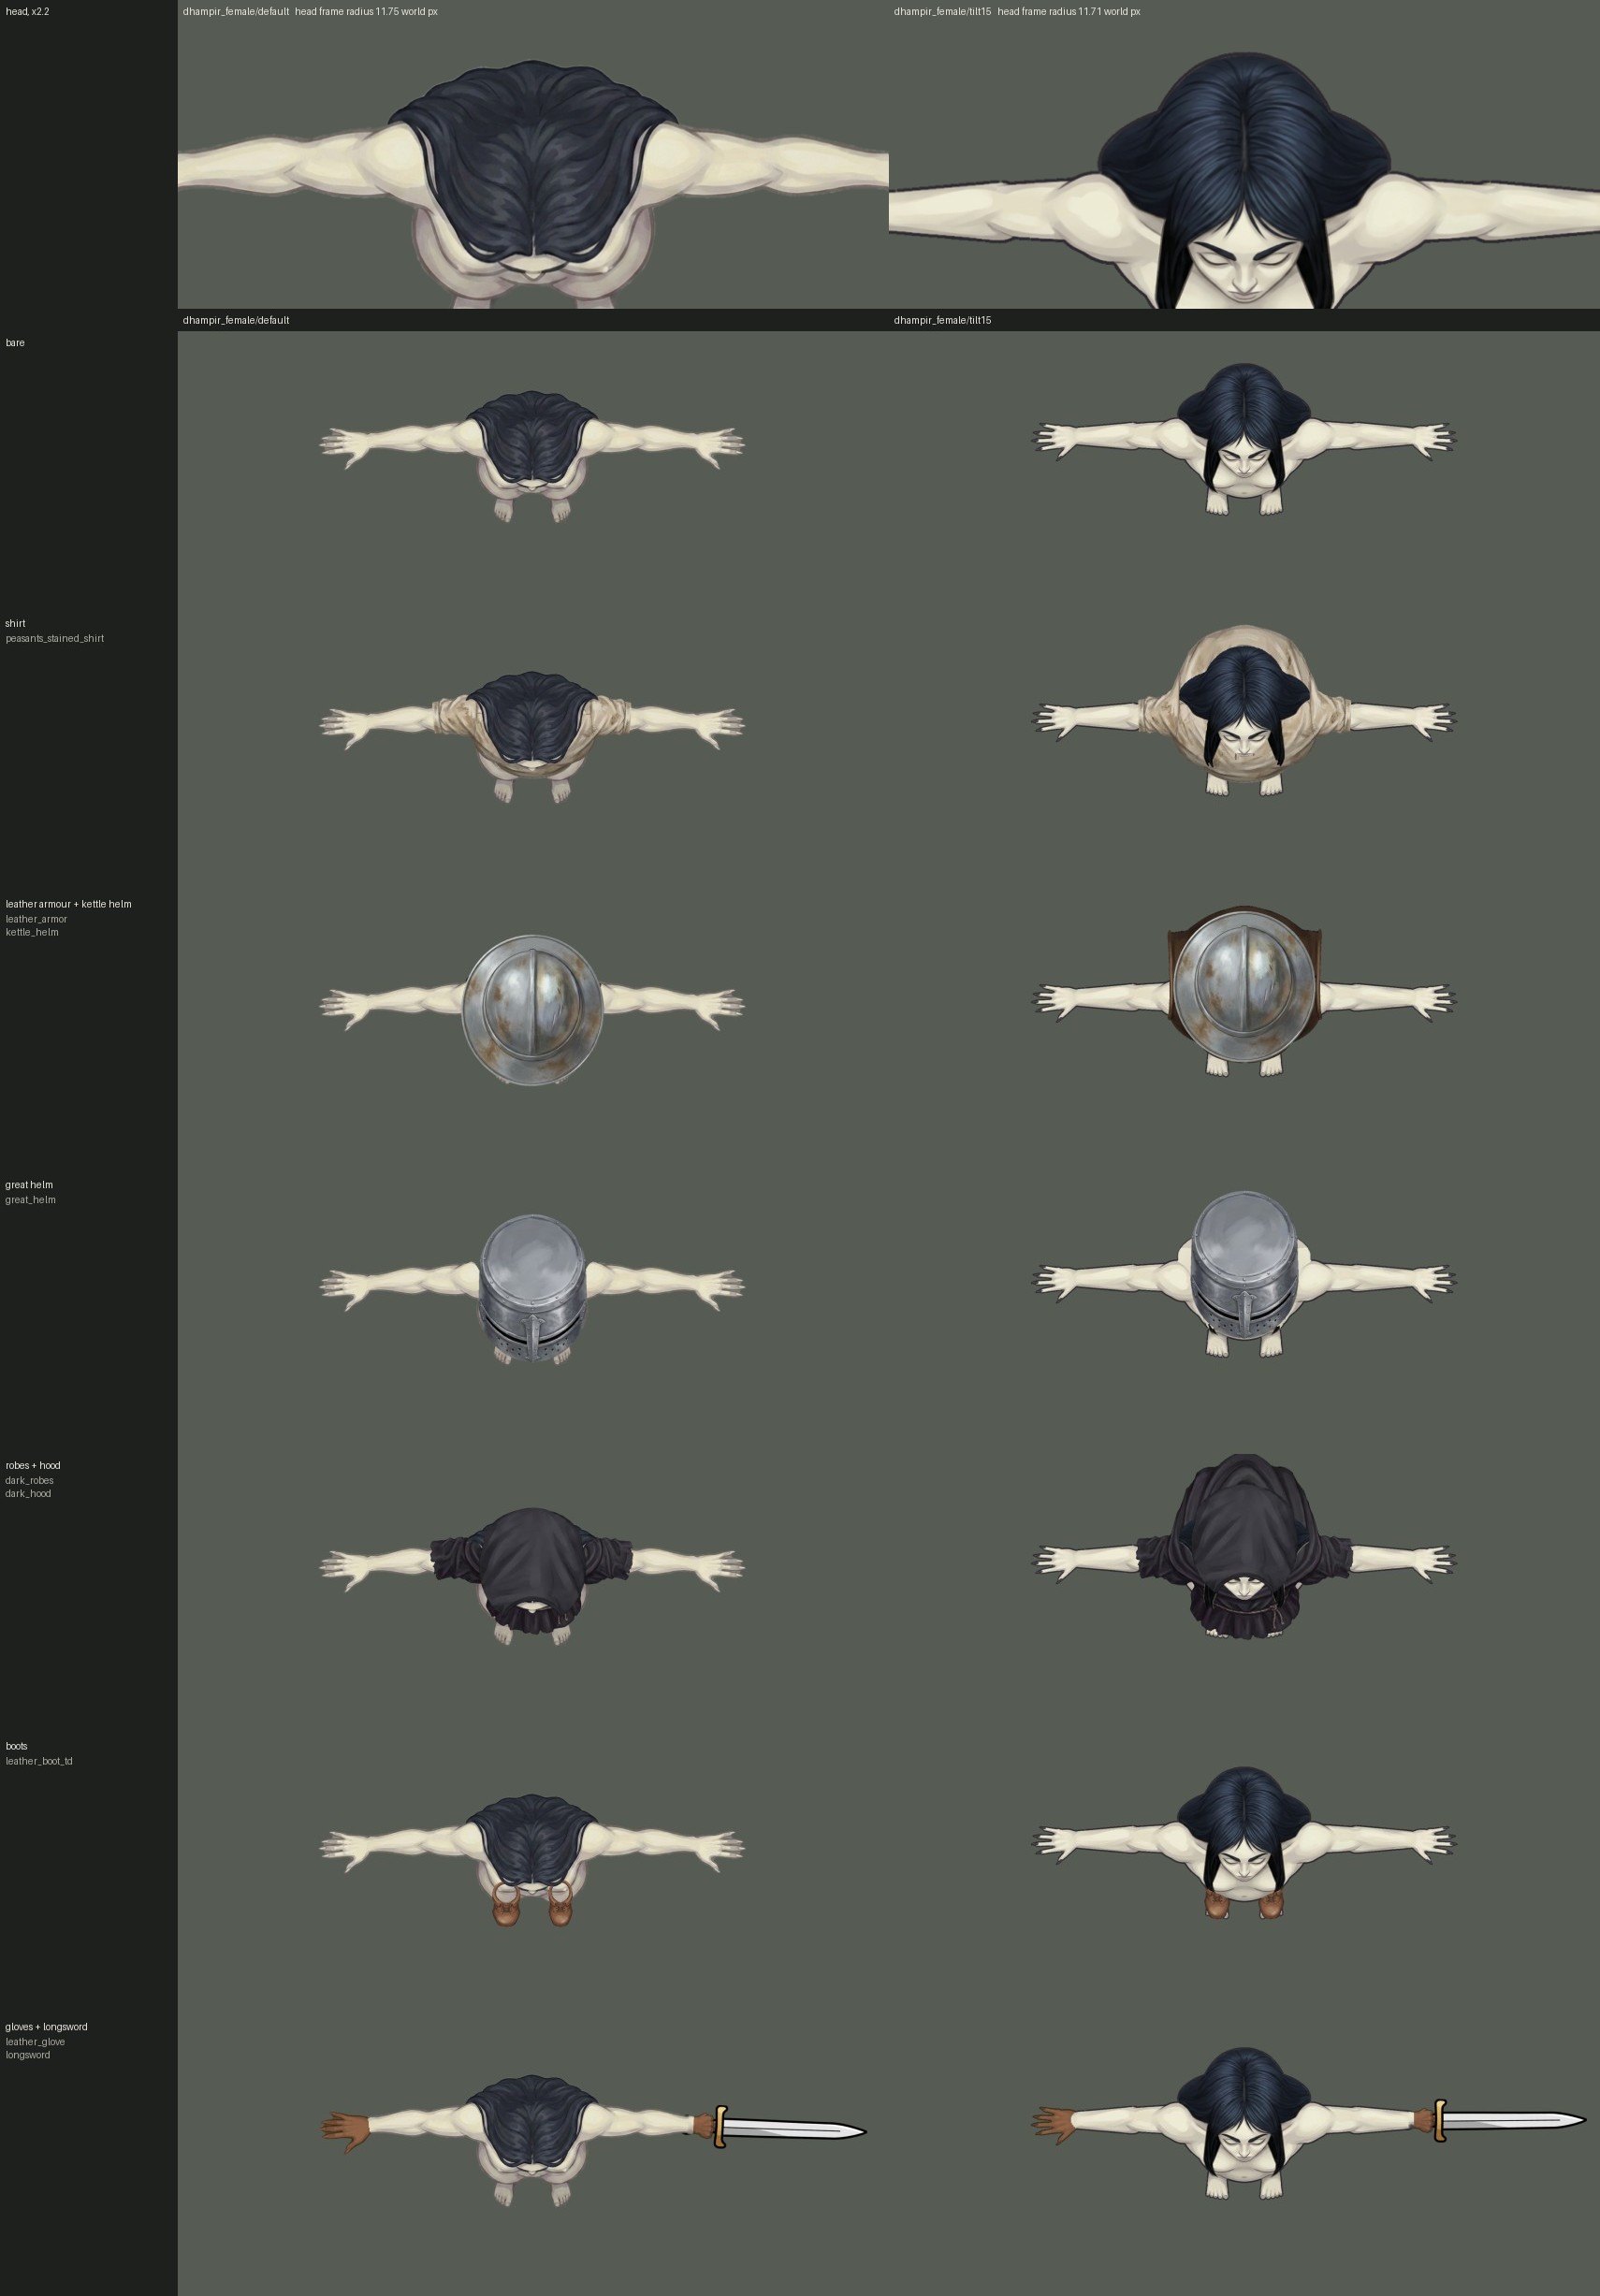 head, x2.2
dhampir_female/default head frame radius 11.75 world px
dhampir_female/tilt15 head frame radius 11.71 world px
dhampir_female/default
dhampir_female/tilt15
bare
shirt
peasants_stained_shirt
leather armour + kettle helm
leather_armor
kettle_helm
great helm
great_helm
robes + hood
dark_robes
dark_hood
boots
leather_boot_td
gloves + longsword
leather_glove
longsword